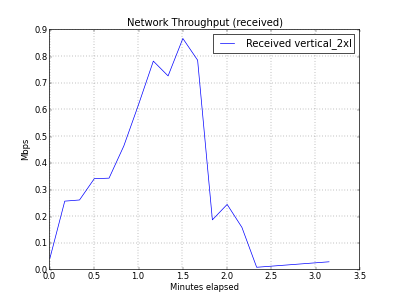 Network Throughput (received)
Received vertical_2xl
Mbps
0.9
0.8
0.7
0.6
0.5
0.4
0.3
0.2
0.1
0.0
0.0 0.5 1.0 1.5 2.0 2.5 3.0 3.5
Minutes elapsed